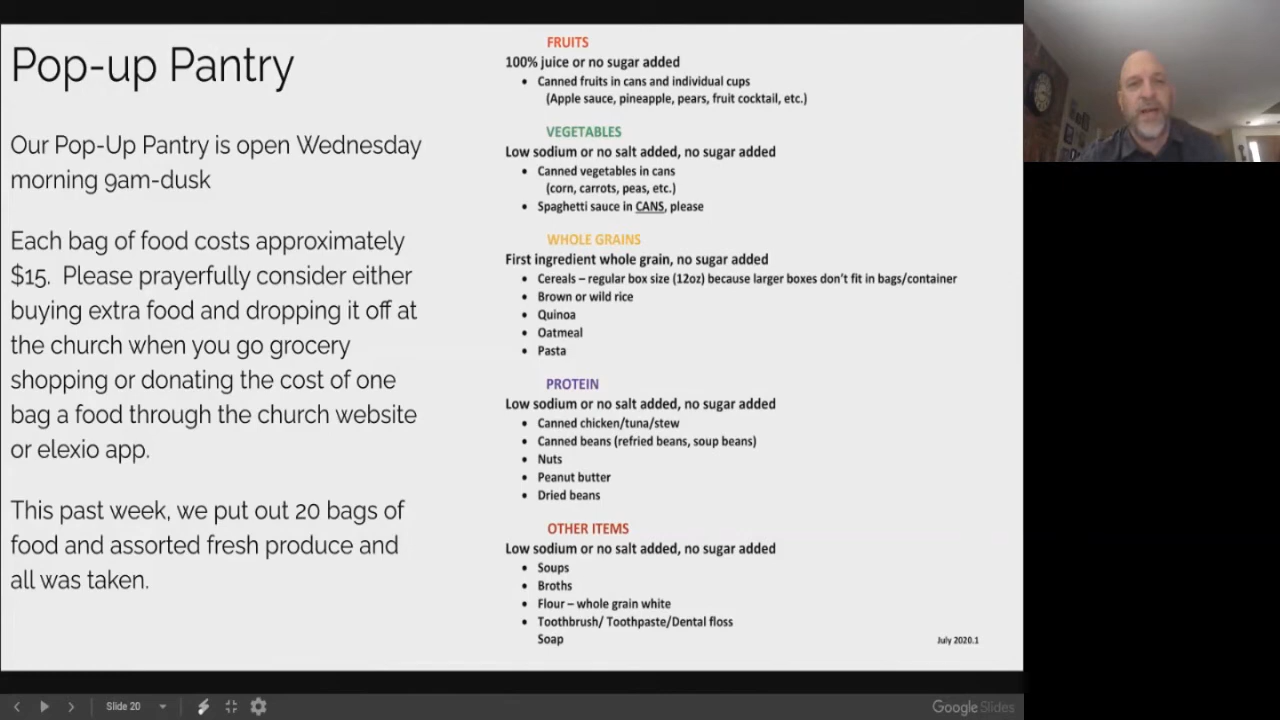 Pop-up Pantry
Our Pop-Up Pantry is open Wednesday
morning 9am-dusk
Each bag of food costs approximately
$15.  Please prayerfully consider either
buying extra food and dropping it off at
the church when you go grocery
shopping or donating the cost of one
bag a food through the church website
or elexio app.
This past week, we put out 20 bags of
food and assorted fresh produce and
all was taken.
FRUITS
100% juice or no sugar added
• Canned fruits in cans and individual cups
(Apple sauce, pineapple, pears, fruit cocktail, etc.)
VEGETABLES
Low sodium or no salt added, no sugar added
• Canned vegetables in cans
(corn, carrots, peas, etc.)
• Spaghetti sauce in CANS, please
WHOLE GRAINS
First ingredient whole grain, no sugar added
• Cereals – regular box size (12oz) because larger boxes don't fit in bags/container
• Brown or wild rice
• Quinoa
• Oatmeal
• Pasta
PROTEIN
Low sodium or no salt added, no sugar added
• Canned chicken/tuna/stew
• Canned beans (refried beans, soup beans)
• Nuts
• Peanut butter
• Dried beans
OTHER ITEMS
Low sodium or no salt added, no sugar added
• Soups
• Broths
• Flour – whole grain white
• Toothbrush/ Toothpaste/Dental floss
Soap
July 2020.1
Slide 20
Google Slides